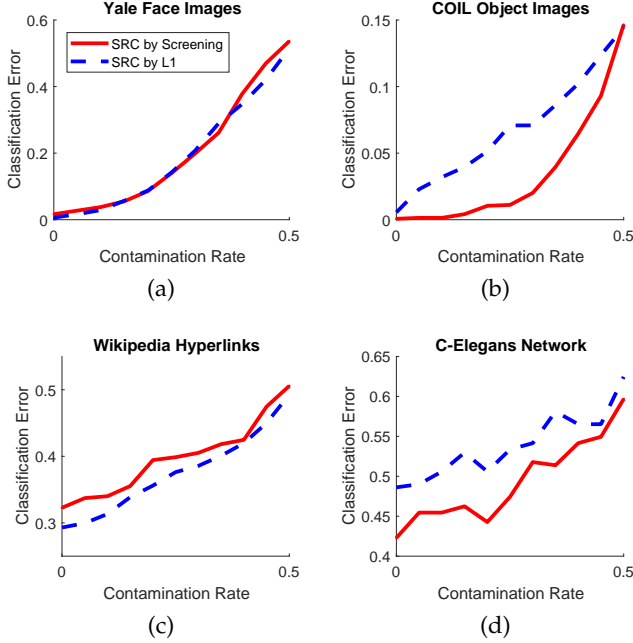 Yale Face Images
0.6
0.4
0.2
0
Classification Error
SRC by Screening
SRC by L1
0
0.5
Contamination Rate
(a)
COIL Object Images
0.15
0.1
0.05
0
Classification Error
0
0.5
Contamination Rate
(b)
Wikipedia Hyperlinks
0.5
0.4
0.3
Classification Error
0
0.5
Contamination Rate
(c)
C-Elegans Network
0.65
0.6
0.55
0.5
0.45
0.4
Classification Error
0
0.5
Contamination Rate
(d)